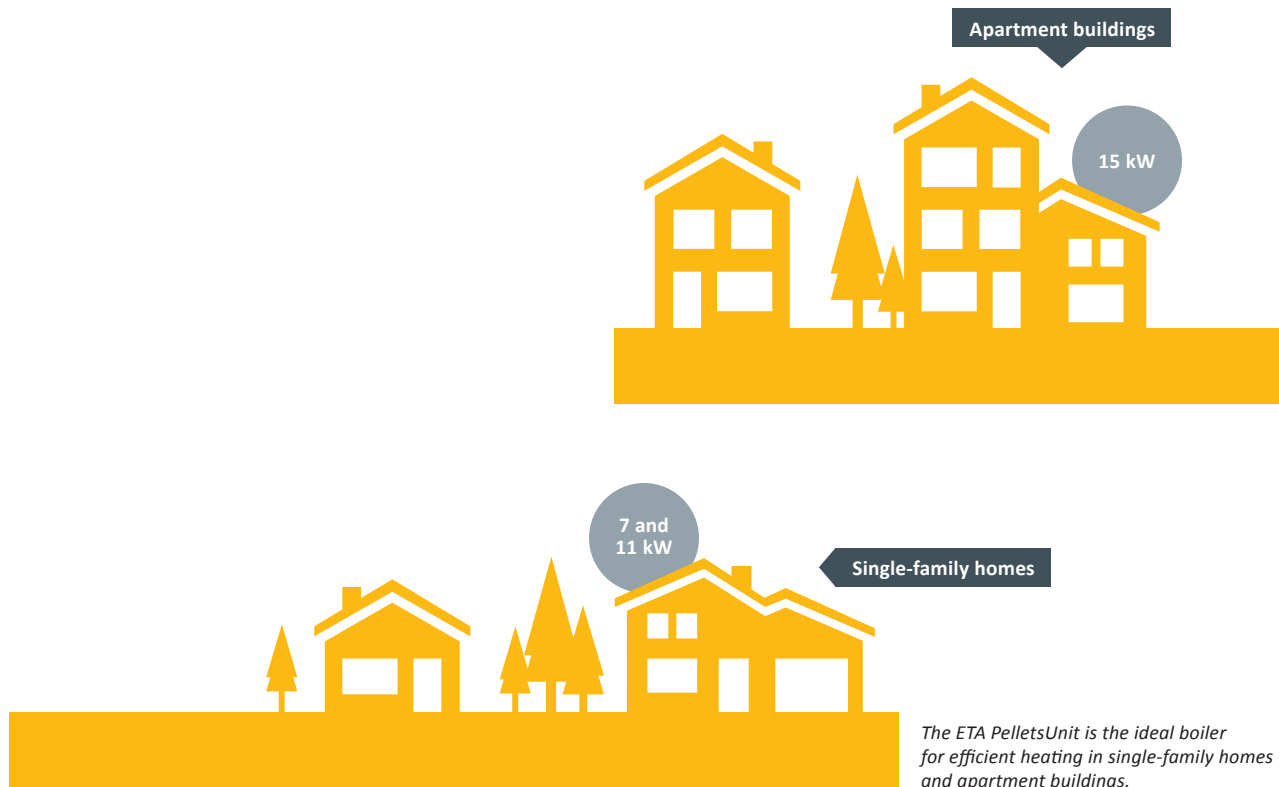 Apartment buildings
15 kW
7 and
11 kW
Single-family homes
The ETA PelletsUnit is the ideal boiler
for efficient heating in single-family homes
and apartment buildings.